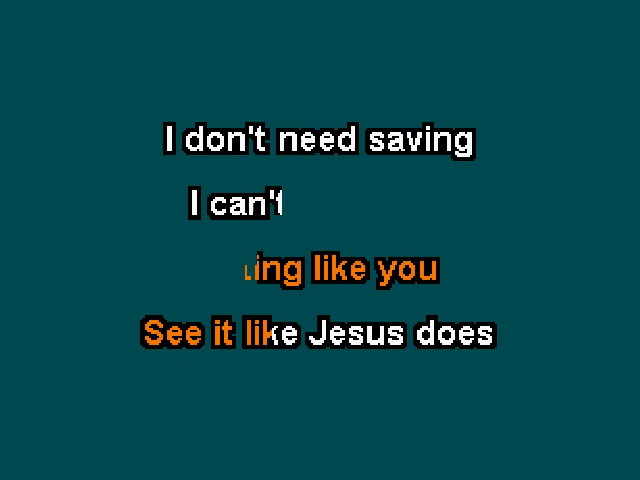 I don't need saving
I can't
ing like you
See it like Jesus does